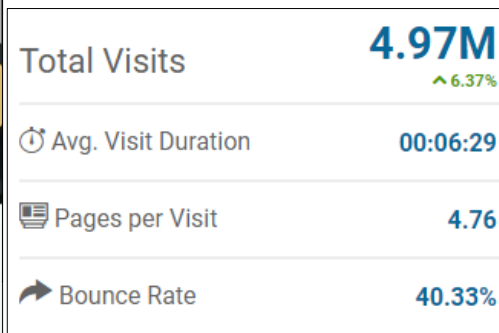 Total Visits
4.97M
6.37%
Avg. Visit Duration
00:06:29
Pages per Visit
4.76
Bounce Rate
40.33%